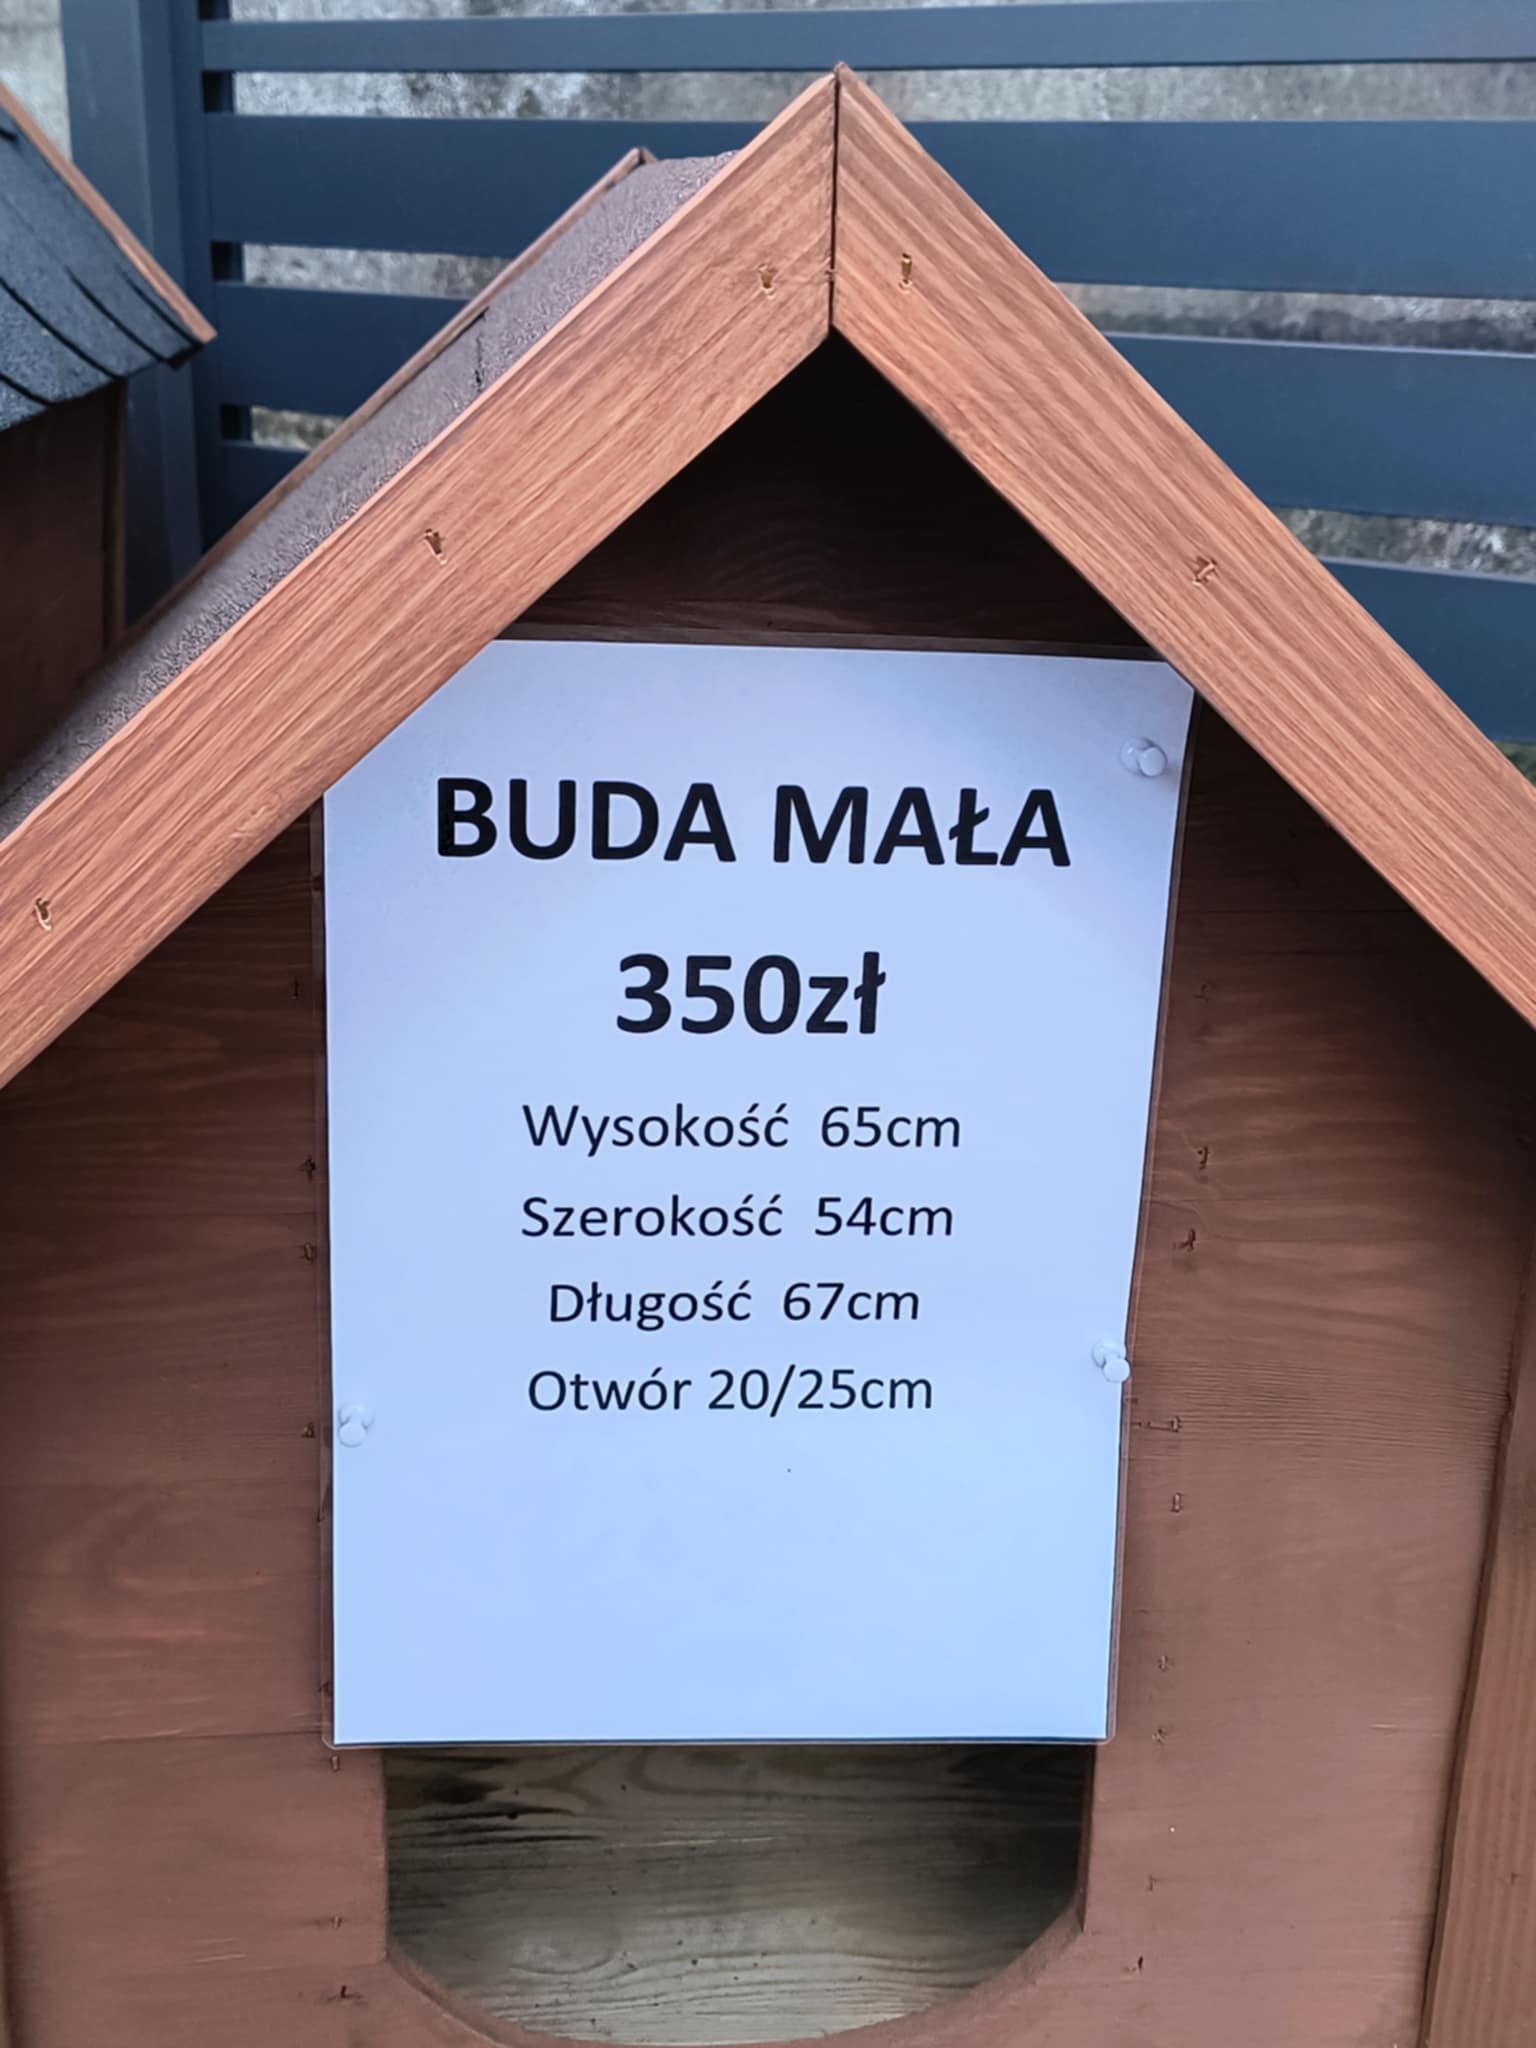 BUDA MAŁA
350zł
Wysokość 65cm
Szerokość 54cm
Długość 67cm
Otwór 20/25cm